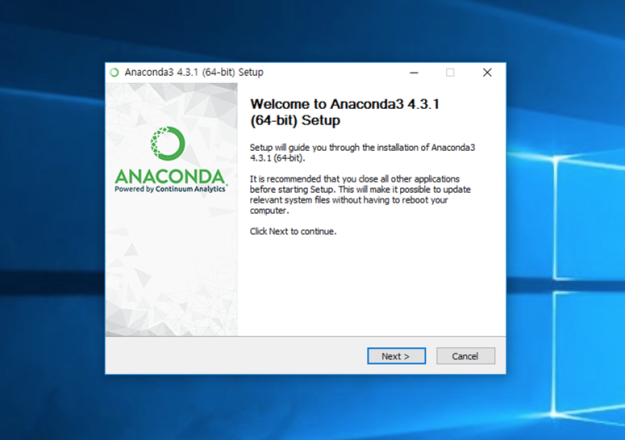 Anaconda3 4.3.1 (64-bit) Setup
Welcome to Anaconda3 4.3.1
(64-bit) Setup
Setup will guide you through the installation of Anaconda3
4.3.1 (64-bit).
It is recommended that you close all other applications
before starting Setup. This will make it possible to update
relevant system files without having to reboot your
computer.
Click Next to continue.
ANACONDA
Powered by Continuum Analytics
Next >
Cancel